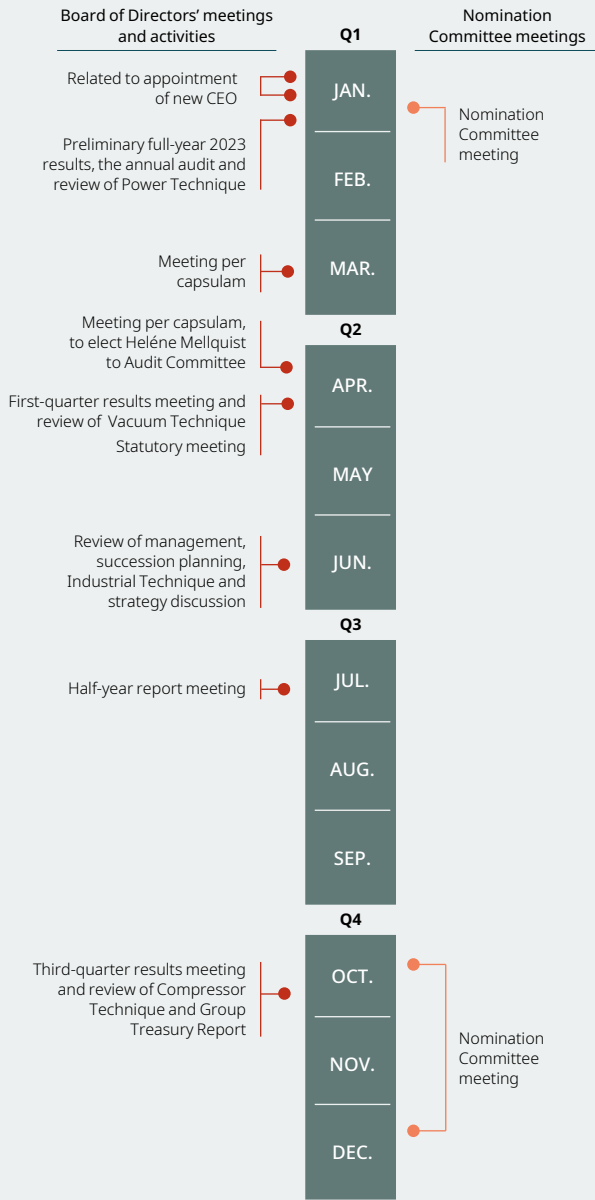 Board of Directors’ meetings
and activities
Q1
Nomination
Committee meetings
Related to appointment
of new CEO
JAN.
Nomination
Committee
meeting
Preliminary full-year 2023
results, the annual audit and
review of Power Technique
FEB.
Meeting per
capsulam
MAR.
Q2
Meeting per capsulam,
to elect Heléne Mellquist
to Audit Committee
APR.
First-quarter results meeting and
review of Vacuum Technique
Statutory meeting
MAY
Review of management,
succession planning,
Industrial Technique and
strategy discussion
JUN.
Q3
Half-year report meeting
JUL.
AUG.
SEP.
Q4
Third-quarter results meeting
and review of Compressor
Technique and Group
Treasury Report
OCT.
NOV.
Nomination
Committee
meeting
DEC.